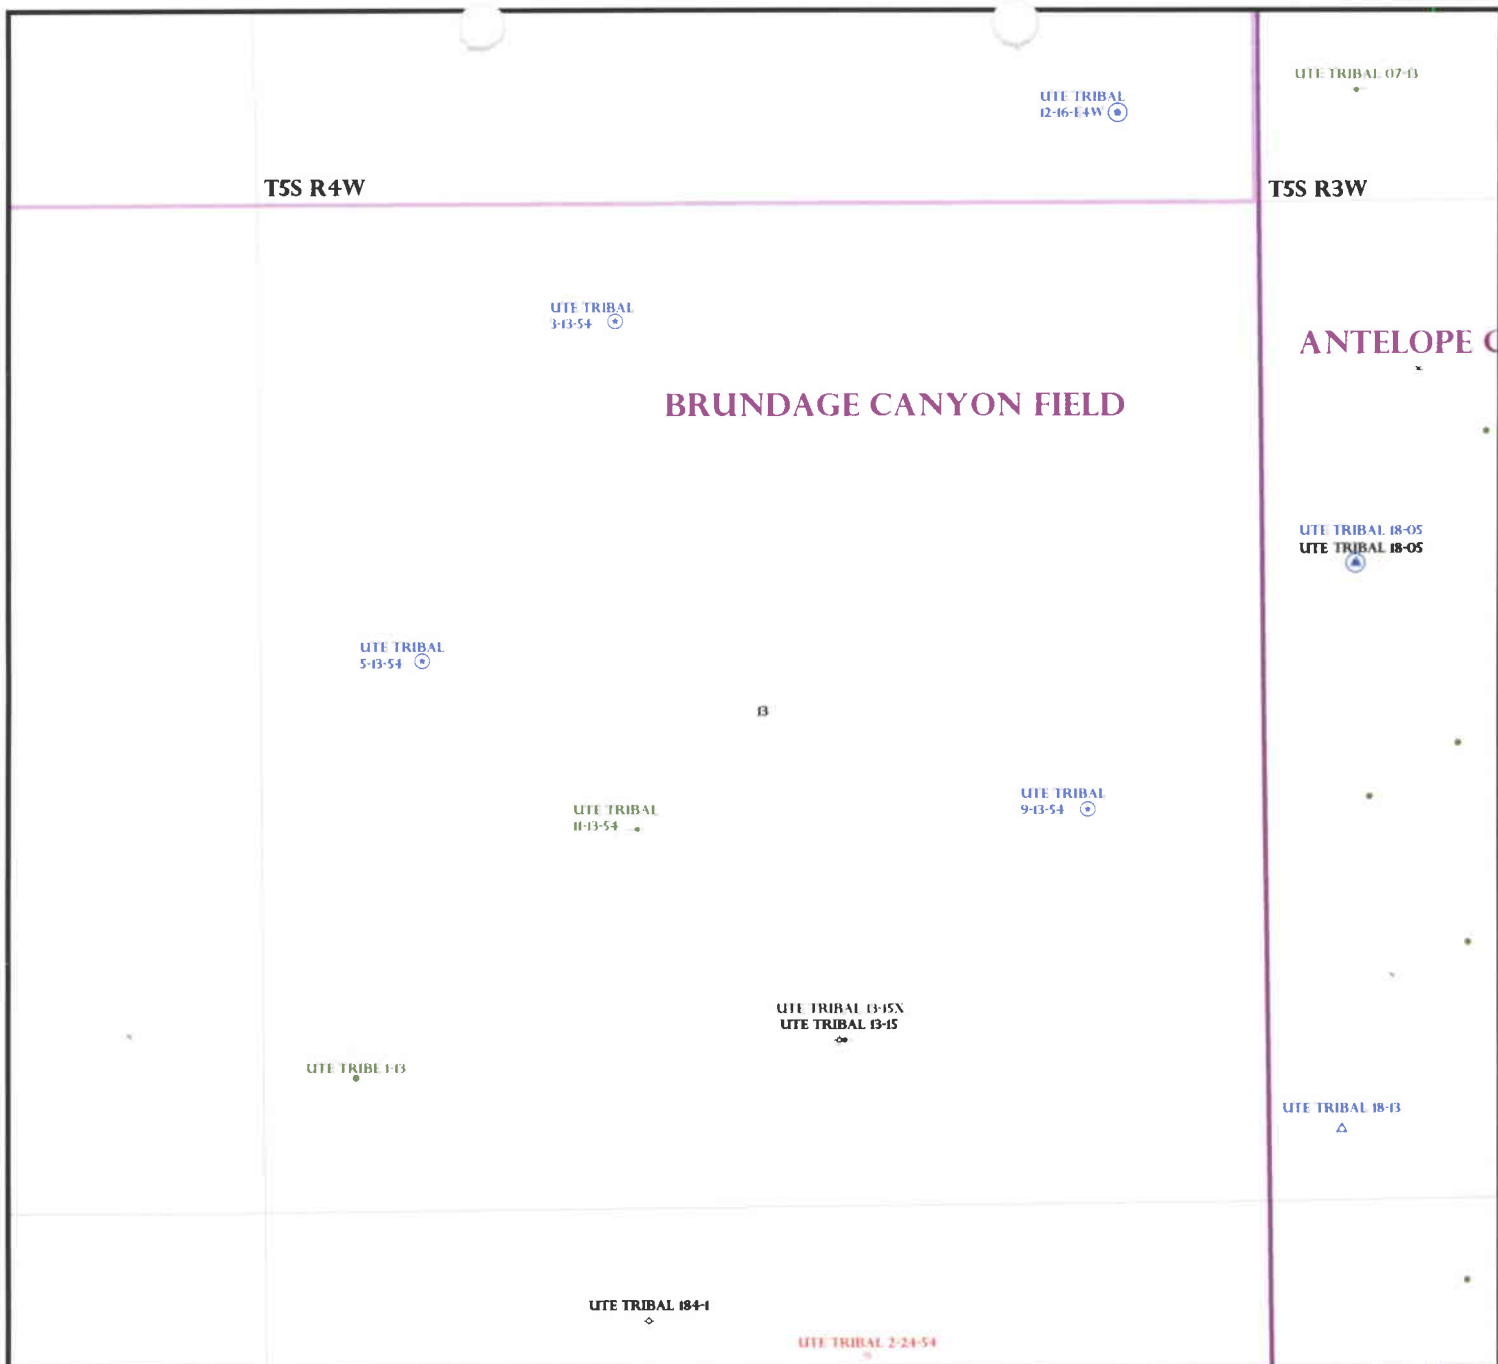 UTE TRIBAL 07-13
UTE TRIBAL
12-16-E4W
T5S R4W
T5S R3W
UTE TRIBAL
3-13-54
ANTELOPE C
BRUNDAGE CANYON FIELD
UTE TRIBAL 18-05
UTE TRIBAL 18-05
UTE TRIBAL
5-13-54
13
UTE TRIBAL
9-13-54
UTE TRIBAL
11-13-54
UTE TRIBAL 13-15X
UTE TRIBAL 13-15
UTE TRIBE 1-13
UTE TRIBAL 18-13
UTE TRIBAL 184-1
UTE TRIBAL 2-24-54